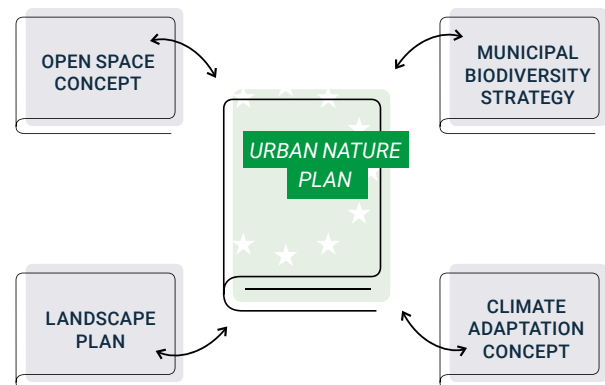 OPEN SPACE
CONCEPT
MUNICIPAL
BIODIVERSITY
STRATEGY
URBAN NATURE
PLAN
LANDSCAPE
PLAN
CLIMATE
ADAPTATION
CONCEPT